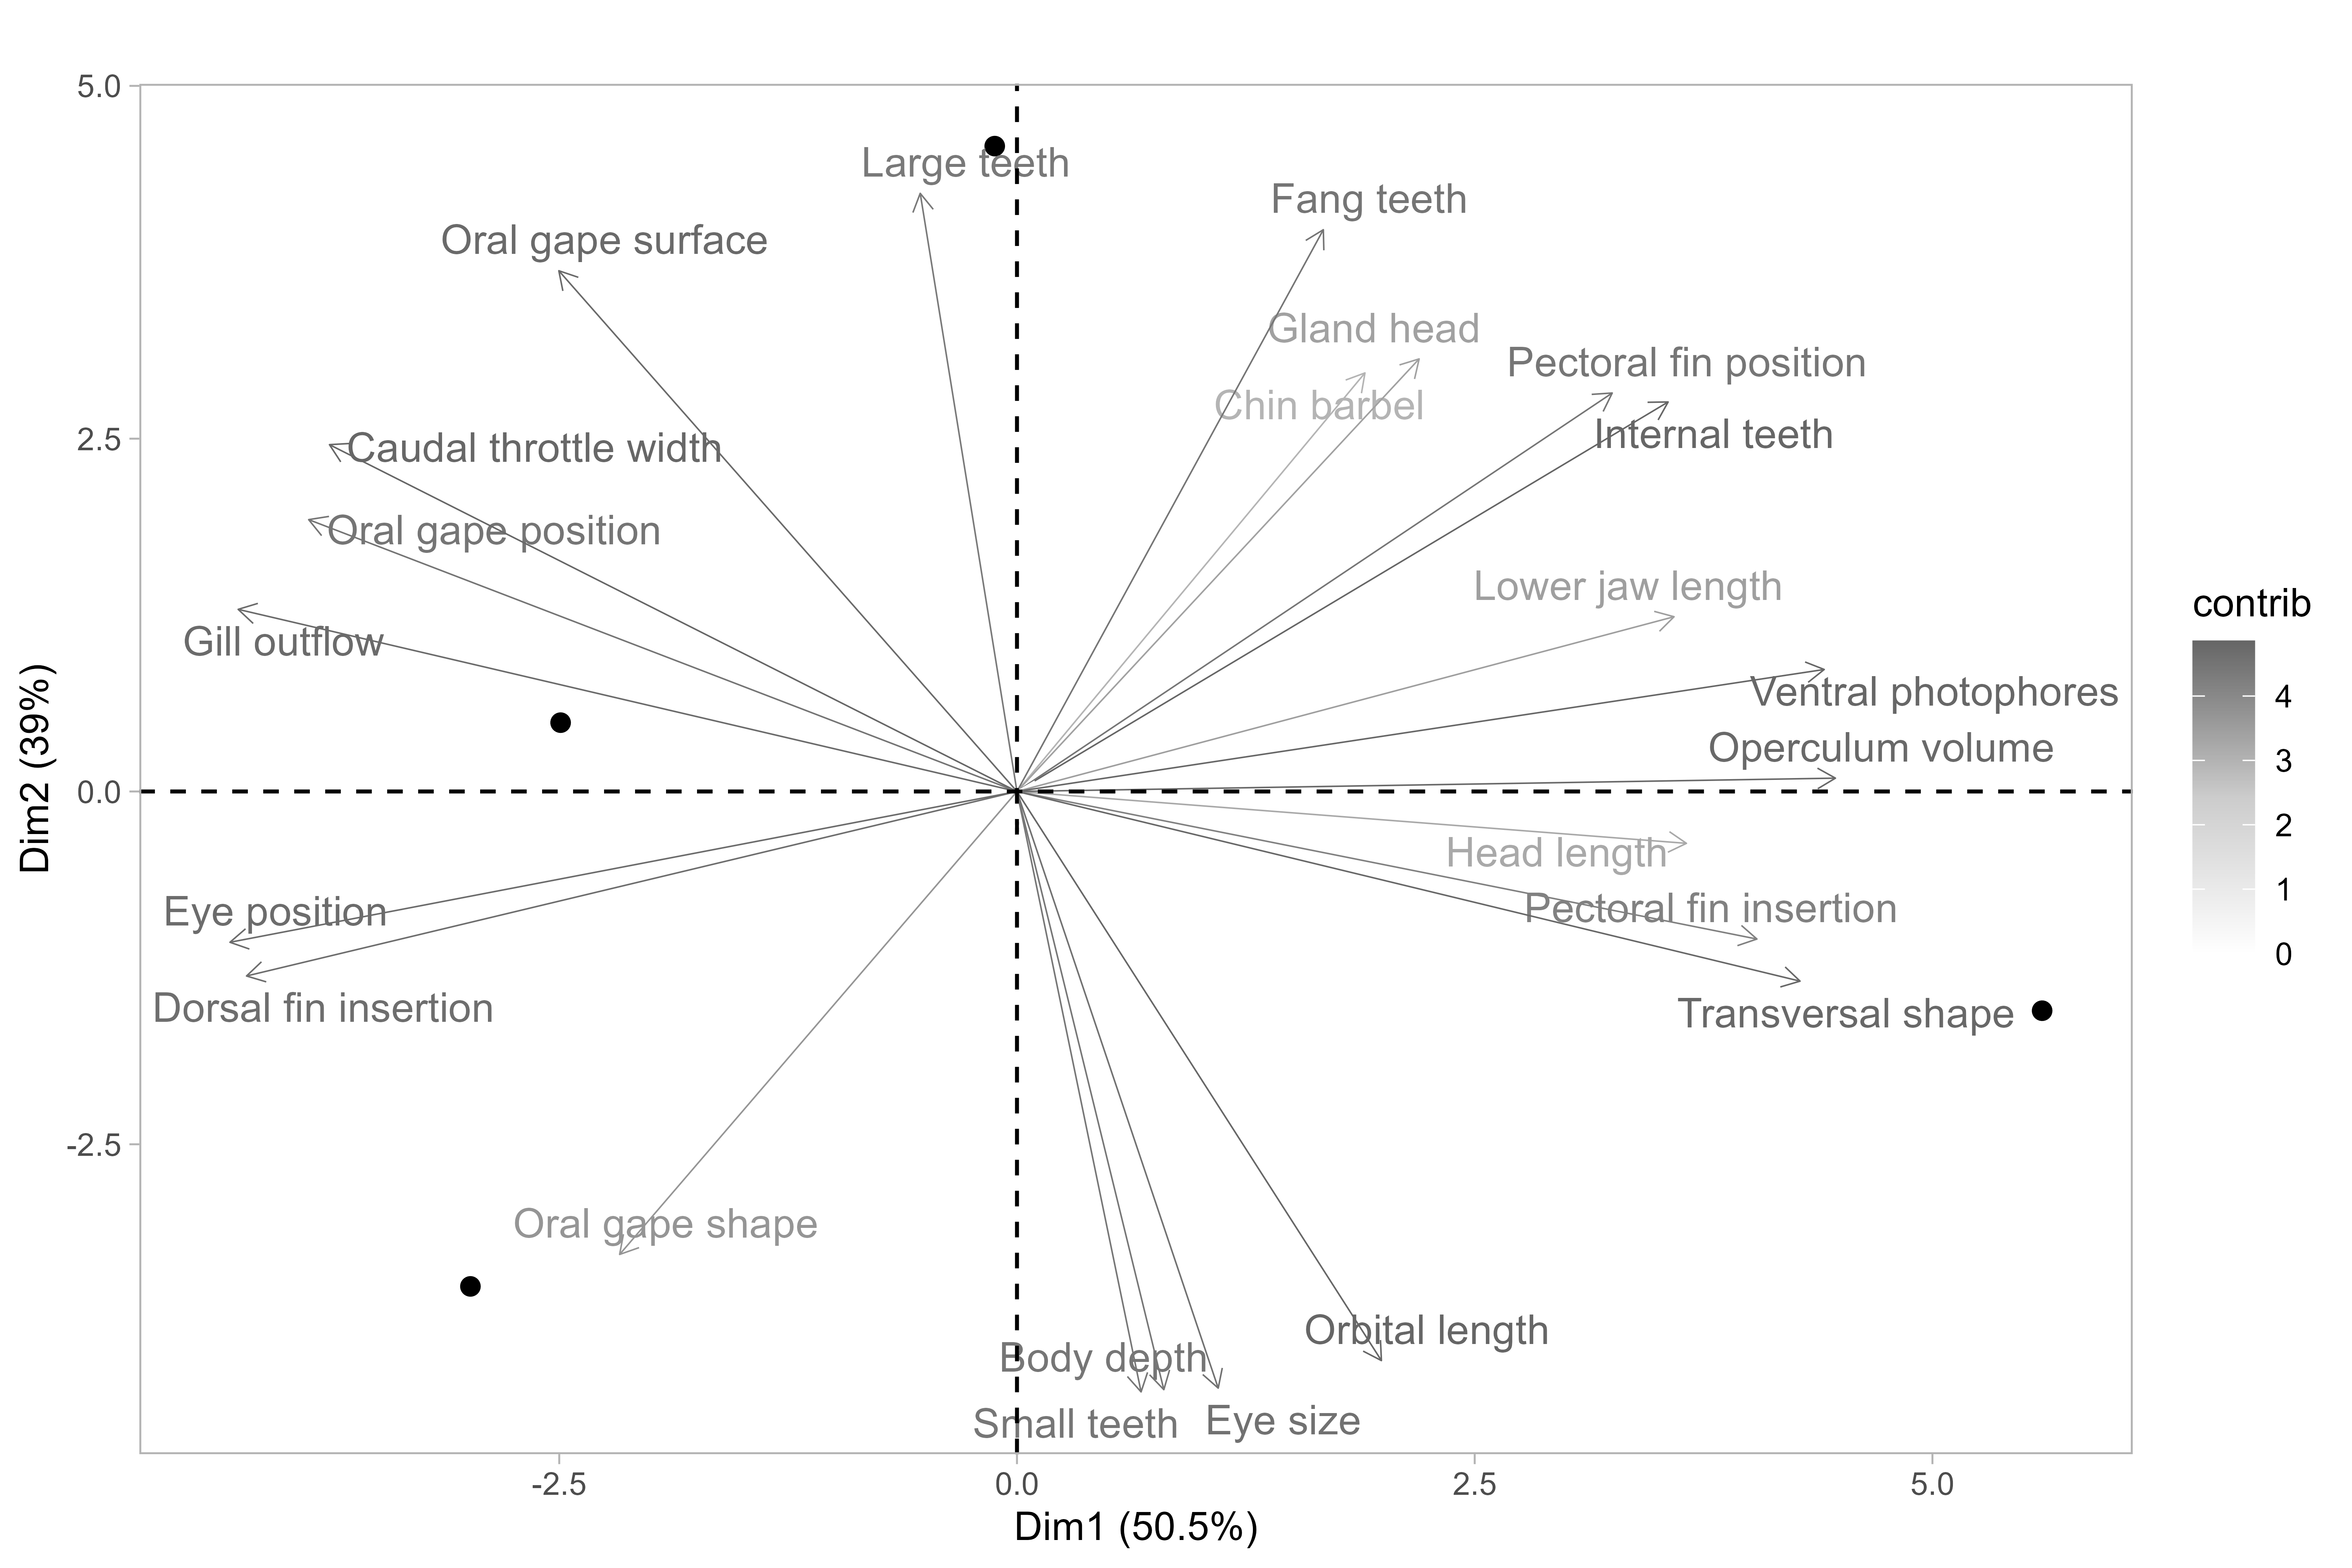 5.0
Large teeth
Fang teeth
Oral gape surface
Gland head
Pectoral fin position
Chin barbel
2.5
Caudal throttle width
Internal teeth
Oral gape position
Lower jaw length
contrib
Gill outflow
Ventral photophores
4
Operculum volume
3
Dim2 (39%)
0.0
2
Head length
1
Eye position
Pectoral fin insertion
0
Dorsal fin insertion
Transversal shape
-2.5
Oral gape shape
Orbital length
Body depth
Small teeth
Eye size
-2.5
0.0
2.5
5.0
Dim1 (50.5%)